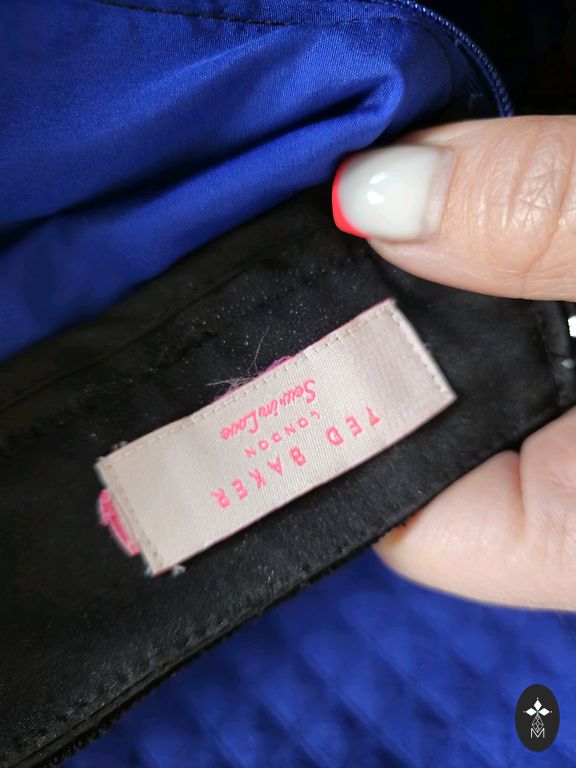 TED BAKER
LONDON
Sew in Love
M